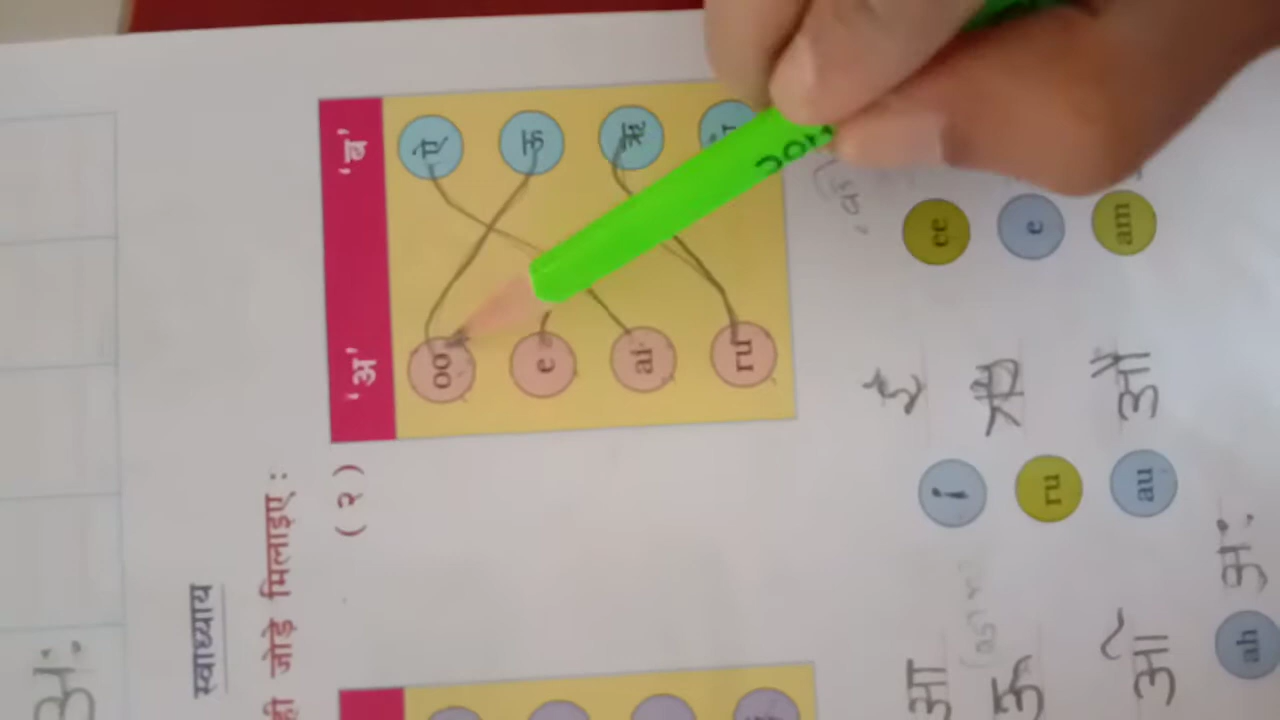 अः
स्वाध्याय
जोड़े मिलाइए :
(२) 'अ' 'ब'
oo ऐ
e ऊ
ai ऋ
ru
आ i ई ee
ऊ ru ऋ e
ओ au औ am
ah अः